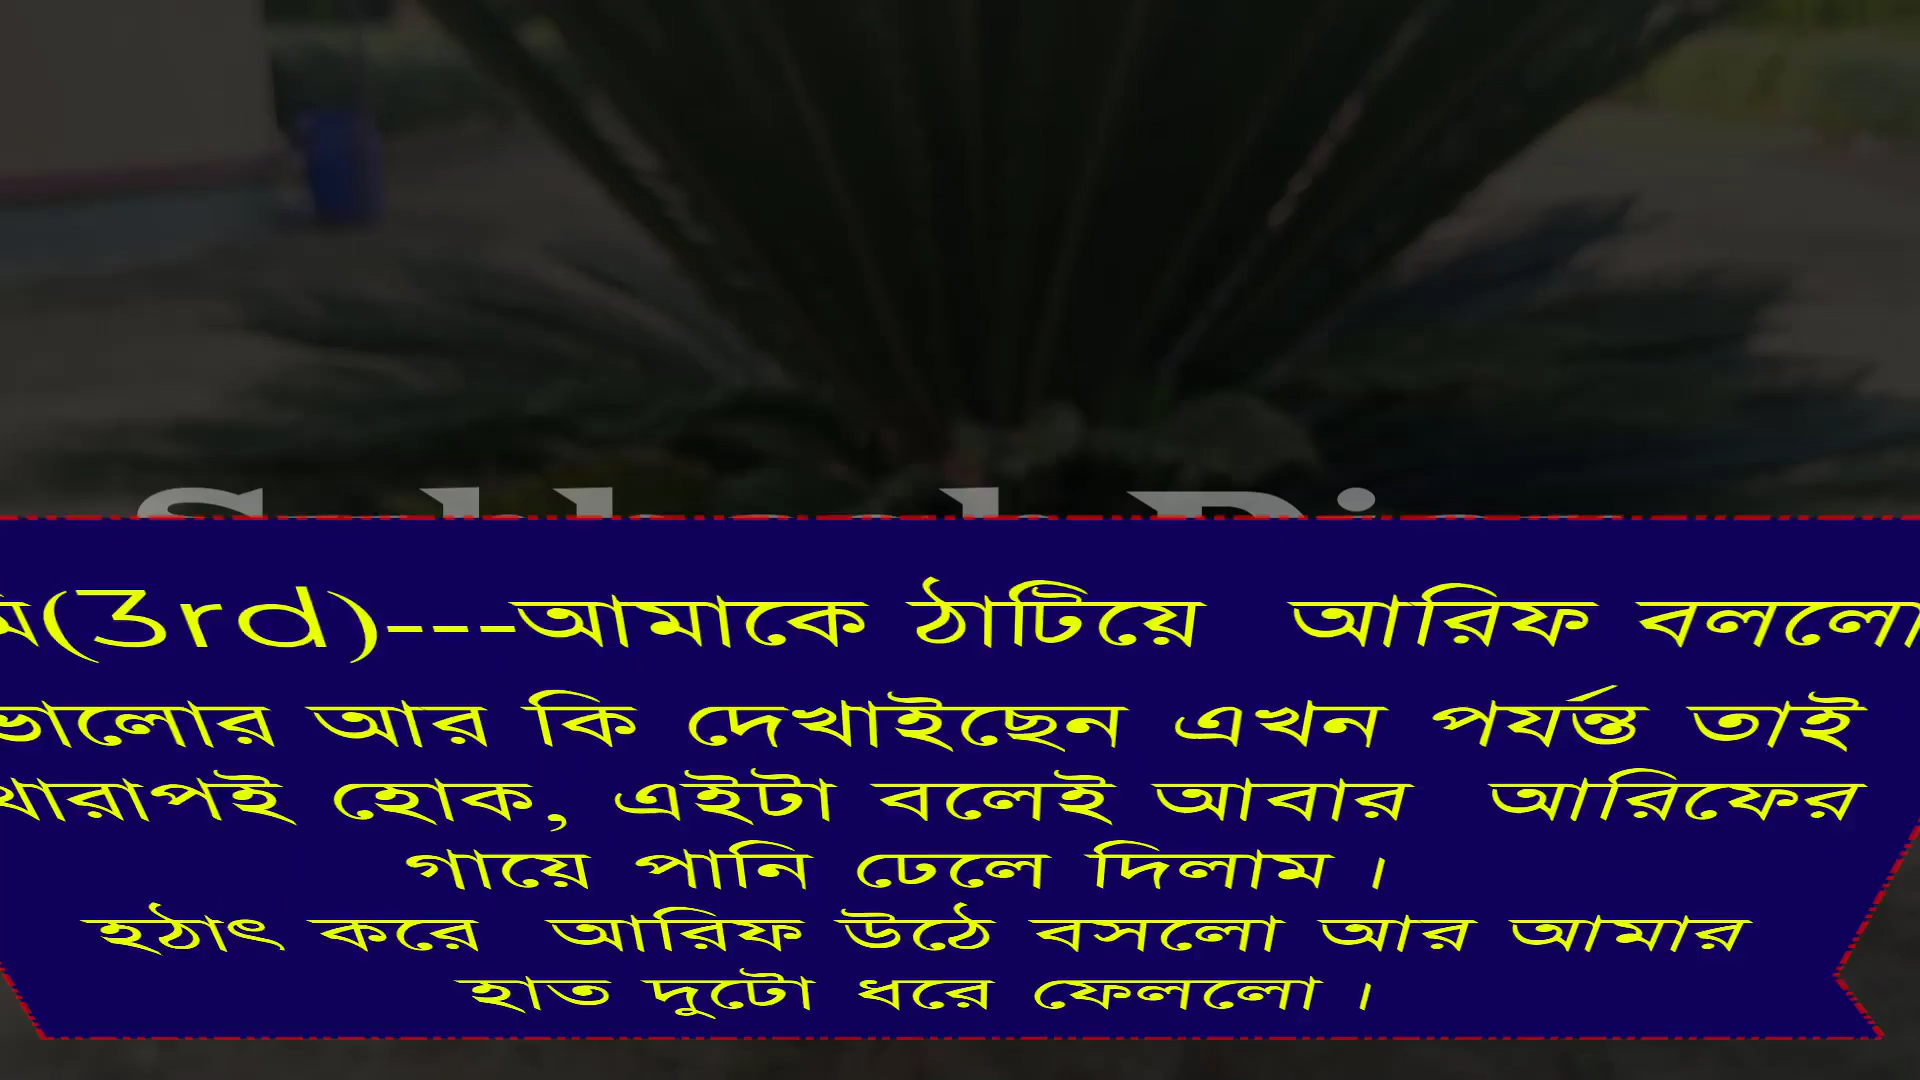 (3rd)---আমাকে ঠাটিয়ে আরিফ বললো
ভালোর আর কি দেখাইছেন এখন পর্যন্ত তাই
খারাপই হোক, এইটা বলেই আবার আরিফের
গায়ে পানি ঢেলে দিলাম ।
হঠাৎ করে আরিফ উঠে বসলো আর আমার
হাত দুটো ধরে ফেললো ।